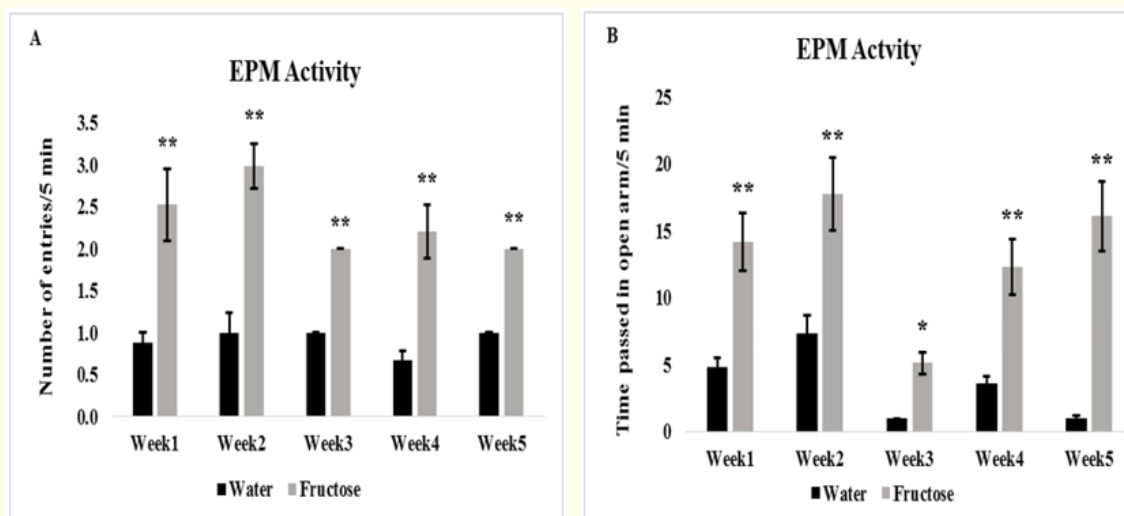 A
EPM Activity
Number of entries/5 min
3.5
3.0
2.5
2.0
1.5
1.0
0.5
0.0
**
**
**
**
**
Week1 Week2 Week3 Week4 Week5
Water Fructose
B
EPM Actvity
Time passed in open arm/5 min
25
20
15
10
5
0
**
**
*
**
**
Week1 Week2 Week3 Week4 Week5
Water Fructose